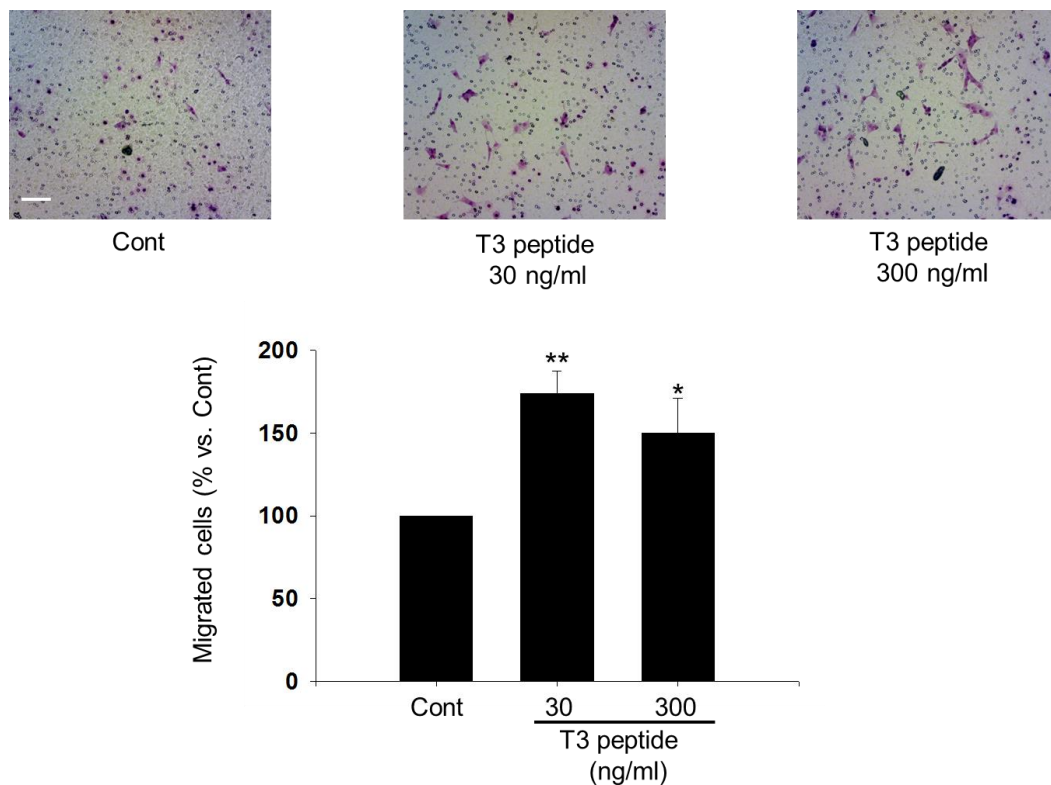 Cont
T3 peptide
30 ng/ml
T3 peptide
300 ng/ml
Migrated cells (% vs. Cont)
200
150
100
50
0
**
*
Cont
30
300
T3 peptide
(ng/ml)